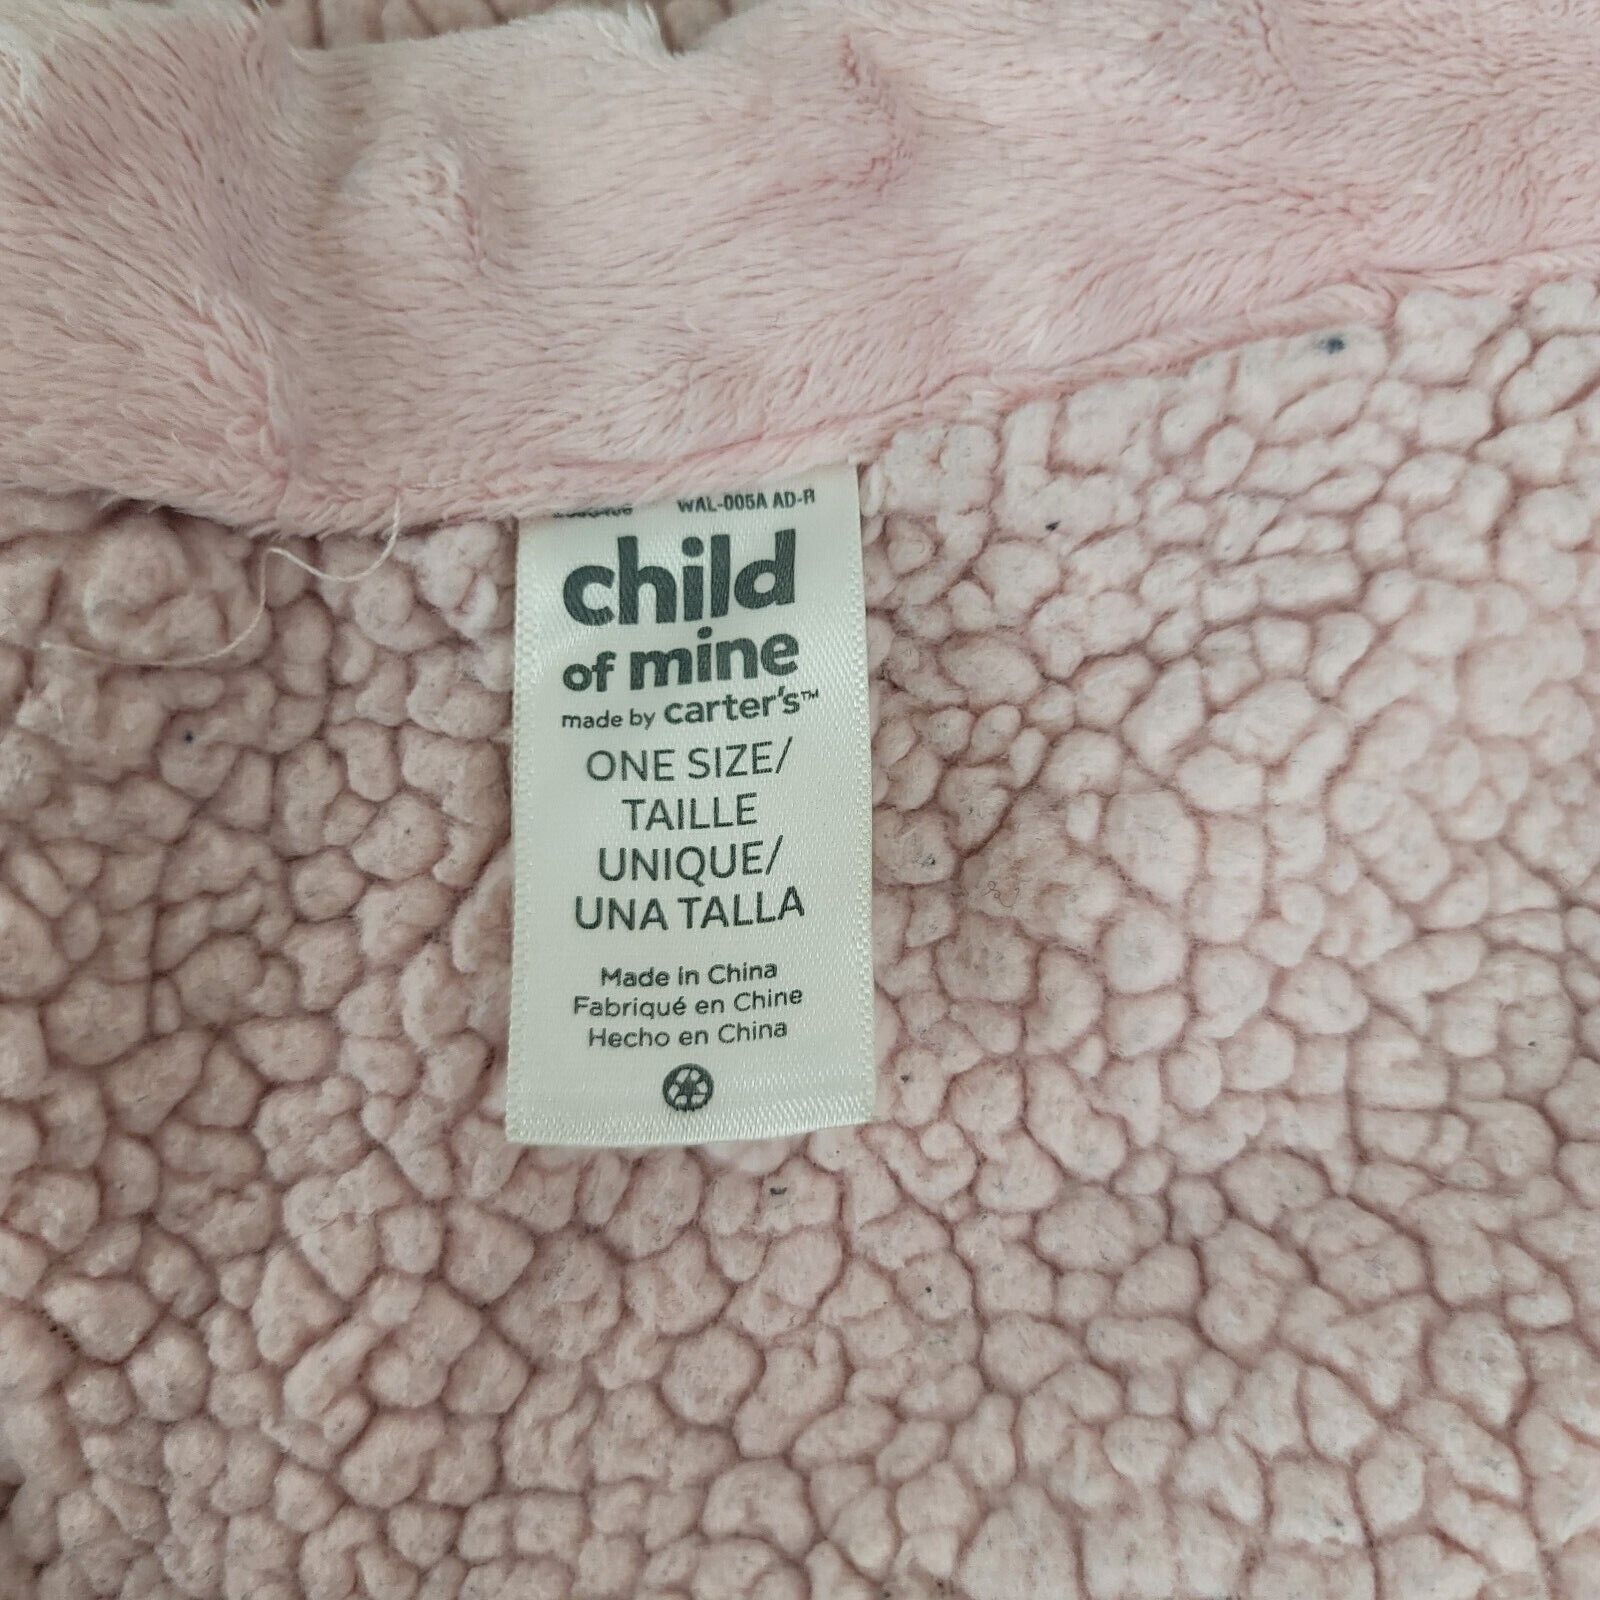 WAL-005A AD-R
child
of mine
made by carter's™
ONE SIZE/
TAILLE
UNIQUE/
UNA TALLA
Made in China
Fabriqué en Chine
Hecho en China